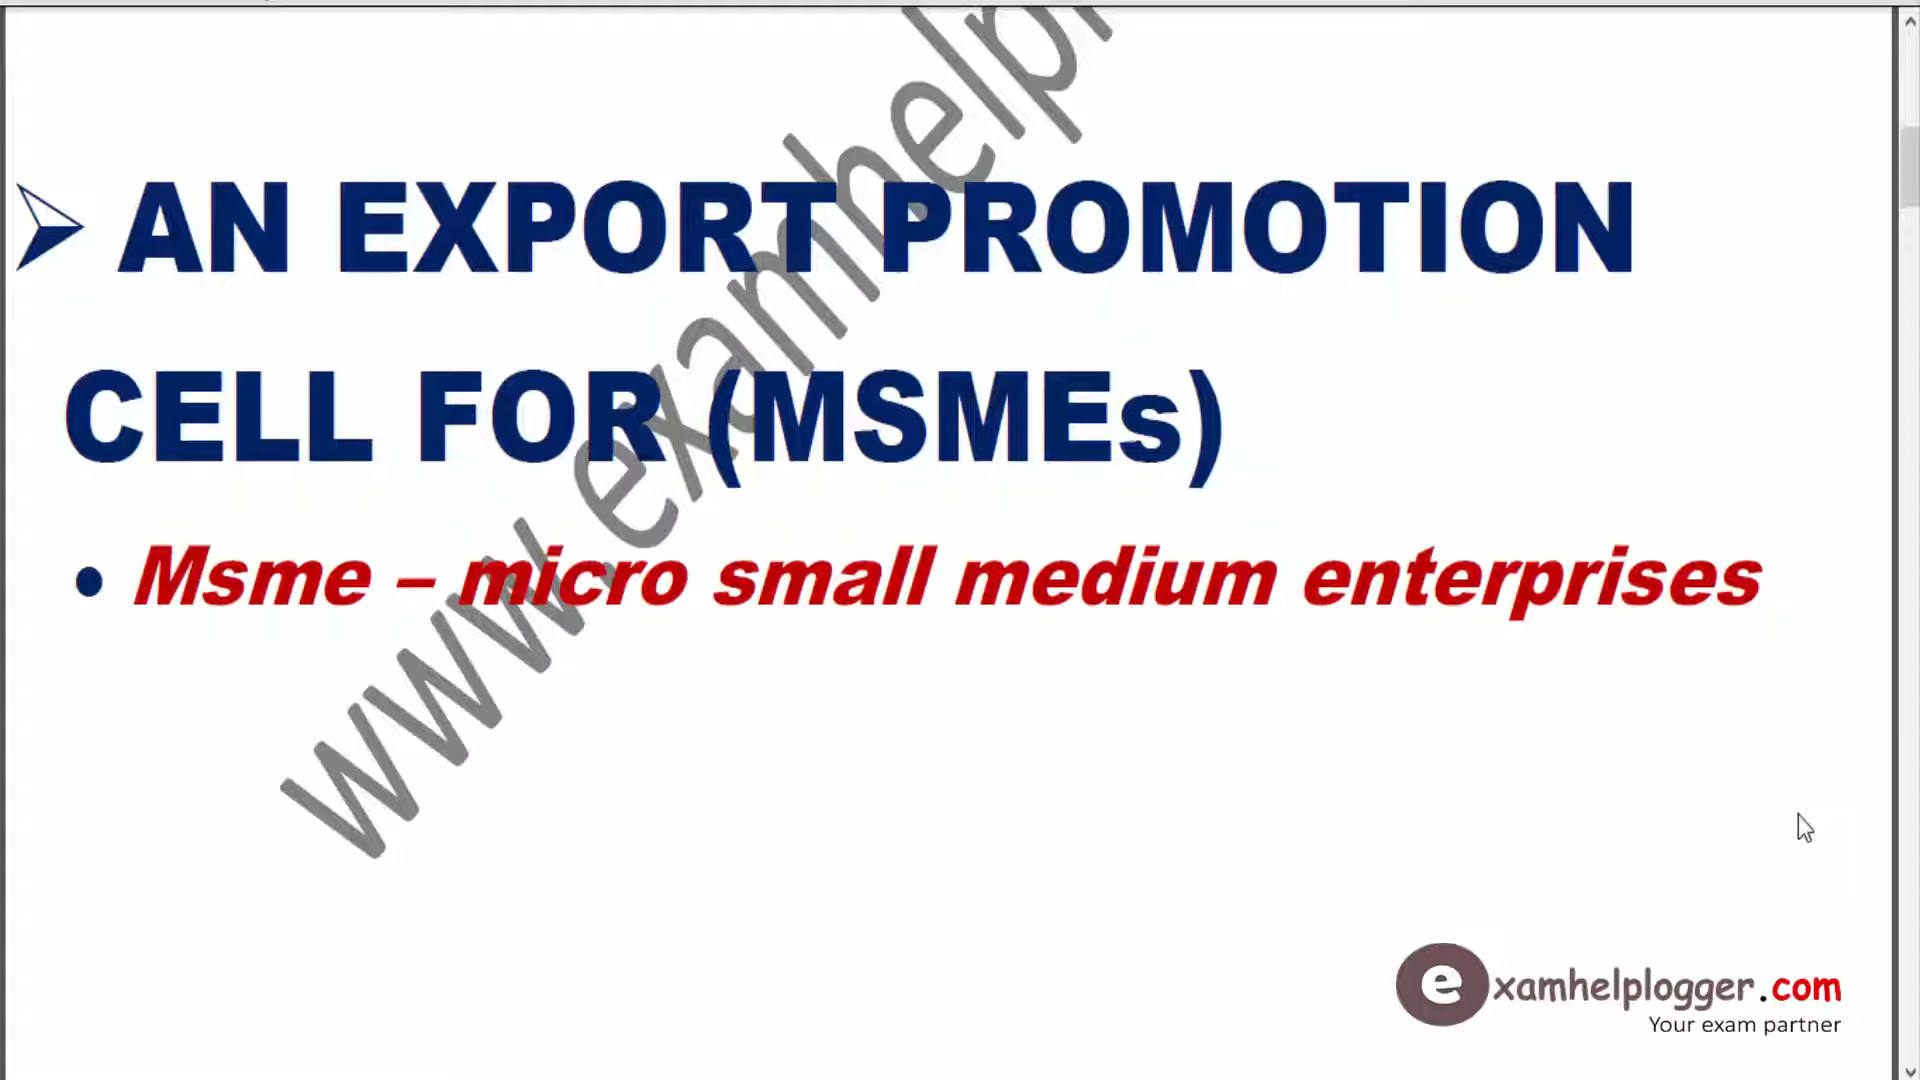 AN EXPORT PROMOTION
CELL FOR (MSMEs)
• Msme – micro small medium enterprises
www.examhelpl
examhelplogger.com
Your exam partner